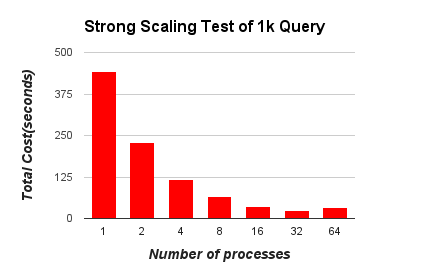 Strong Scaling Test of 1k Query
500
375
250
125
0
Total Cost(seconds)
1 2 4 8 16 32 64
Number of processes